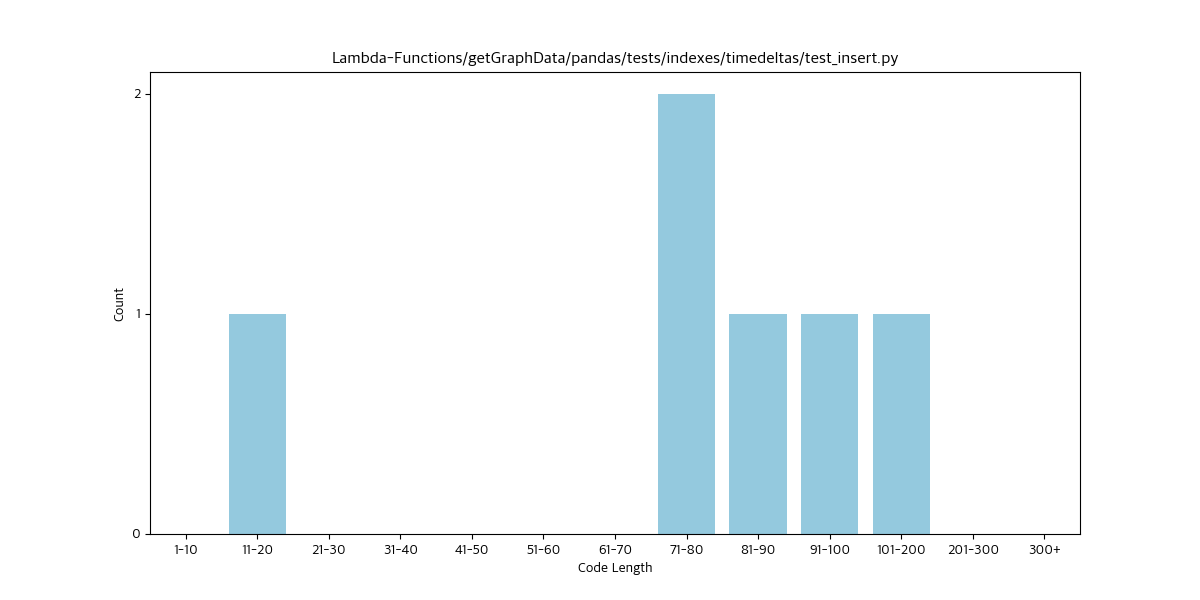 Lambda-Functions/getGraphData/pandas/tests/indexes/timedeltas/test_insert.py
2
1
0
Count
1-10 11-20 21-30 31-40 41-50 51-60 61-70 71-80 81-90 91-100 101-200 201-300 300+
Code Length